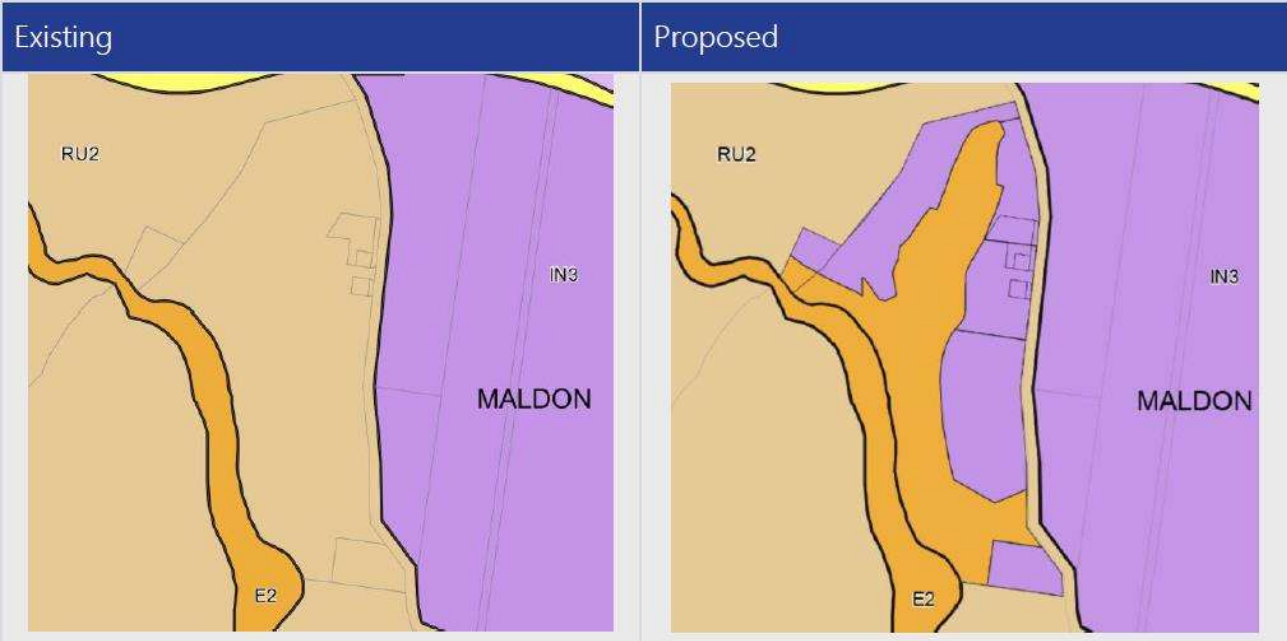 Existing
Proposed
RU2
IN3
MALDON
E2
RU2
IN3
MALDON
E2